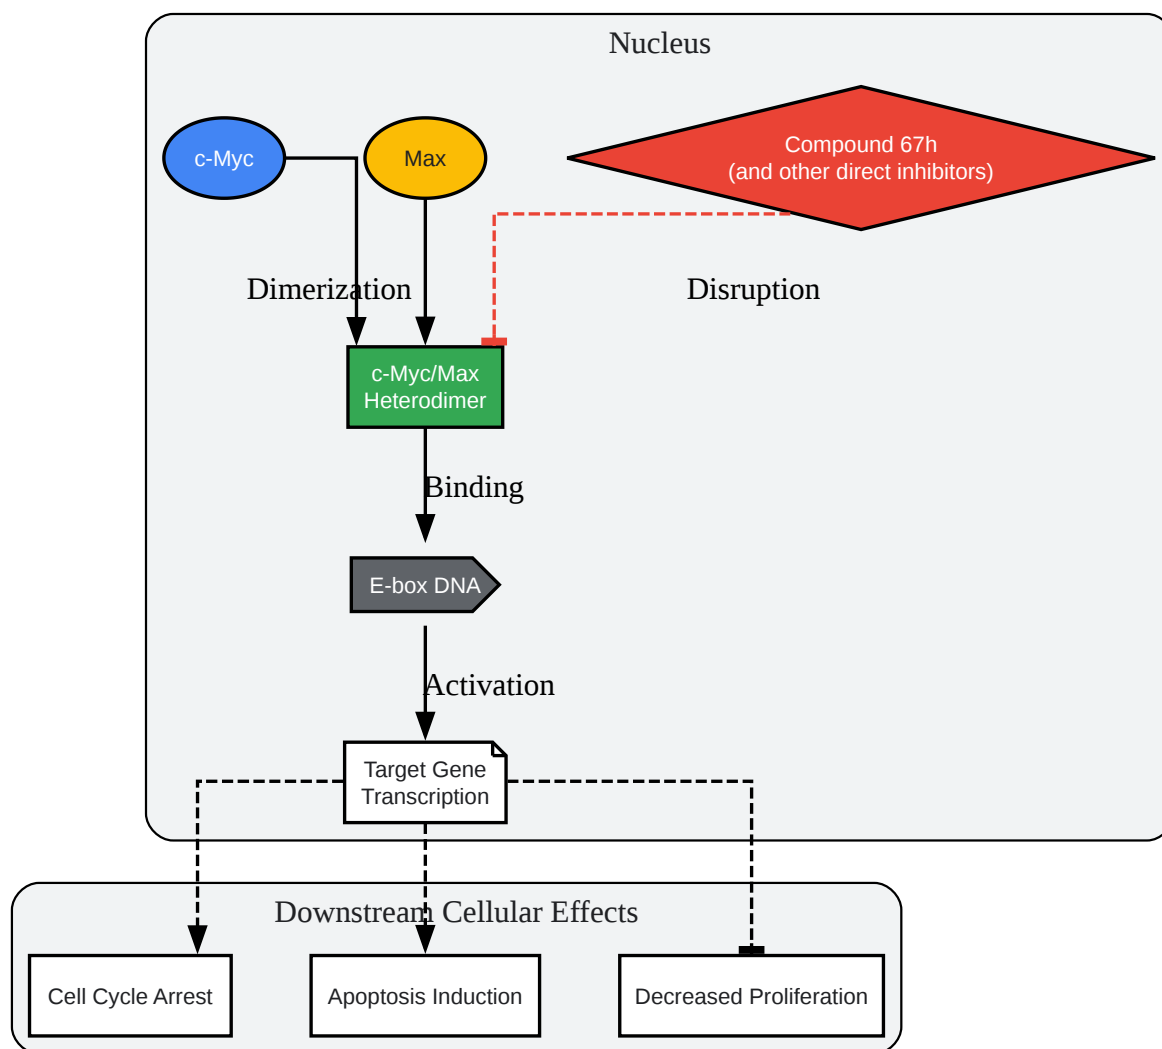 Nucleus
c-Myc
Max
Compound 67h
(and other direct inhibitors)
Dimerization
Disruption
c-Myc/Max
Heterodimer
Binding
E-box DNA
Activation
Target Gene
Transcription
Downstream Cellular Effects
Cell Cycle Arrest
Apoptosis Induction
Decreased Proliferation